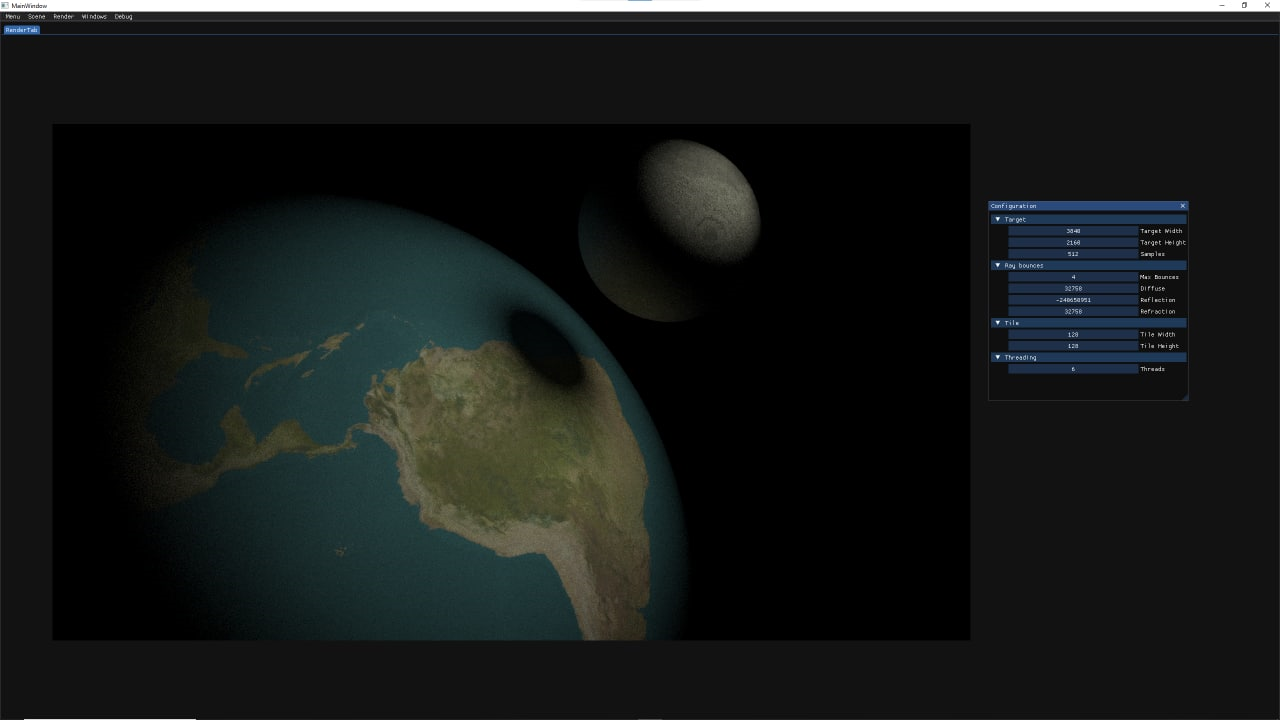 MainWindow
Menu Scene Render Windows Debug
RenderTab
Configuration
Target
3840 Target Width
2160 Target Height
512 Samples
Ray bounces
4 Max Bounces
32758 Diffuse
-248650951 Reflection
32758 Refraction
Tile
128 Tile Width
128 Tile Height
Threading
6 Threads